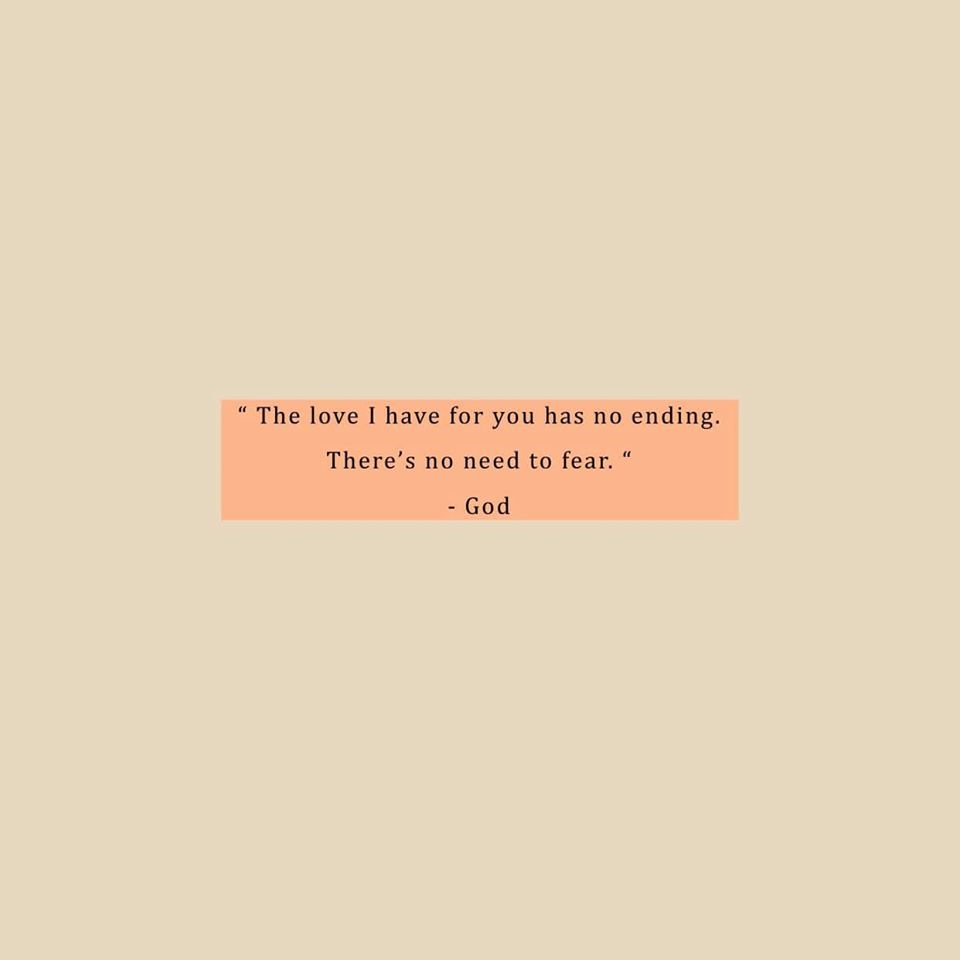 “ The love I have for you has no ending.
There’s no need to fear. “
- God